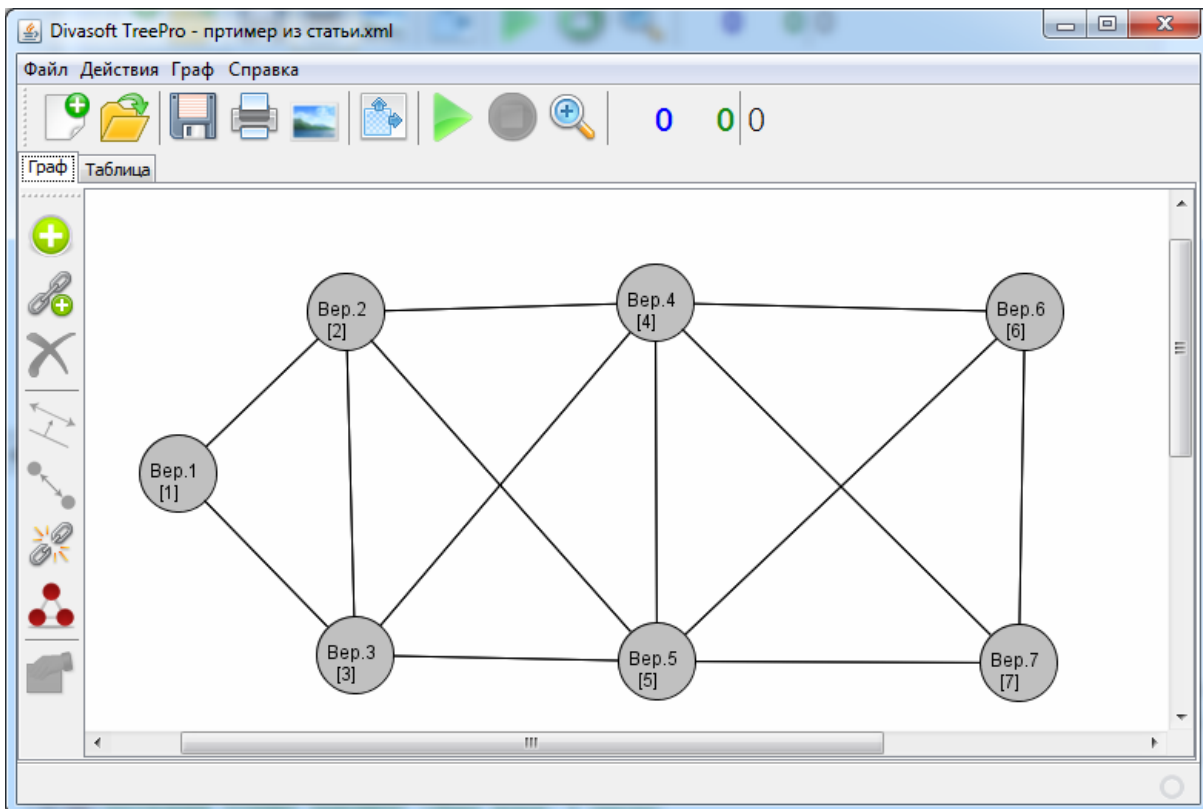 Divasoft TreePro - пртимер из статьи.xml
Файл Действия Граф Справка
0 0 0
Граф Таблица
Вер.2
[2]
Вер.4
[4]
Вер.6
[6]
Вер.1
[1]
Вер.3
[3]
Вер.5
[5]
Вер.7
[7]